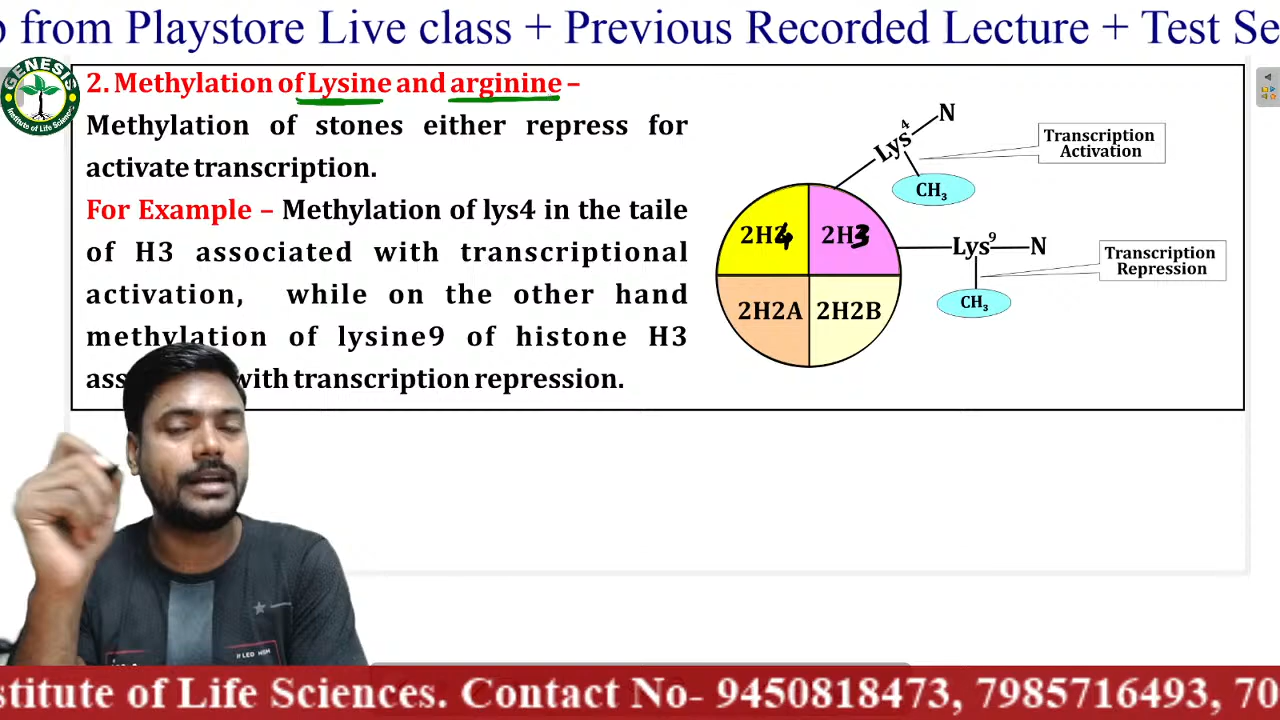 p from Playstore Live class + Previous Recorded Lecture + Test Se
GENESIS
Institute of Life Sciences
2. Methylation of Lysine and arginine –
Methylation of stones either repress for
activate transcription.
For Example – Methylation of lys4 in the taile
of H3 associated with transcriptional
activation, while on the other hand
methylation of lysine9 of histone H3
ass with transcription repression.
N
Lys4
CH3
Transcription
Activation
2H4 2H3
Lys9 N
CH3
Transcription
Repression
2H2A 2H2B
stitute of Life Sciences. Contact No- 9450818473, 7985716493, 70